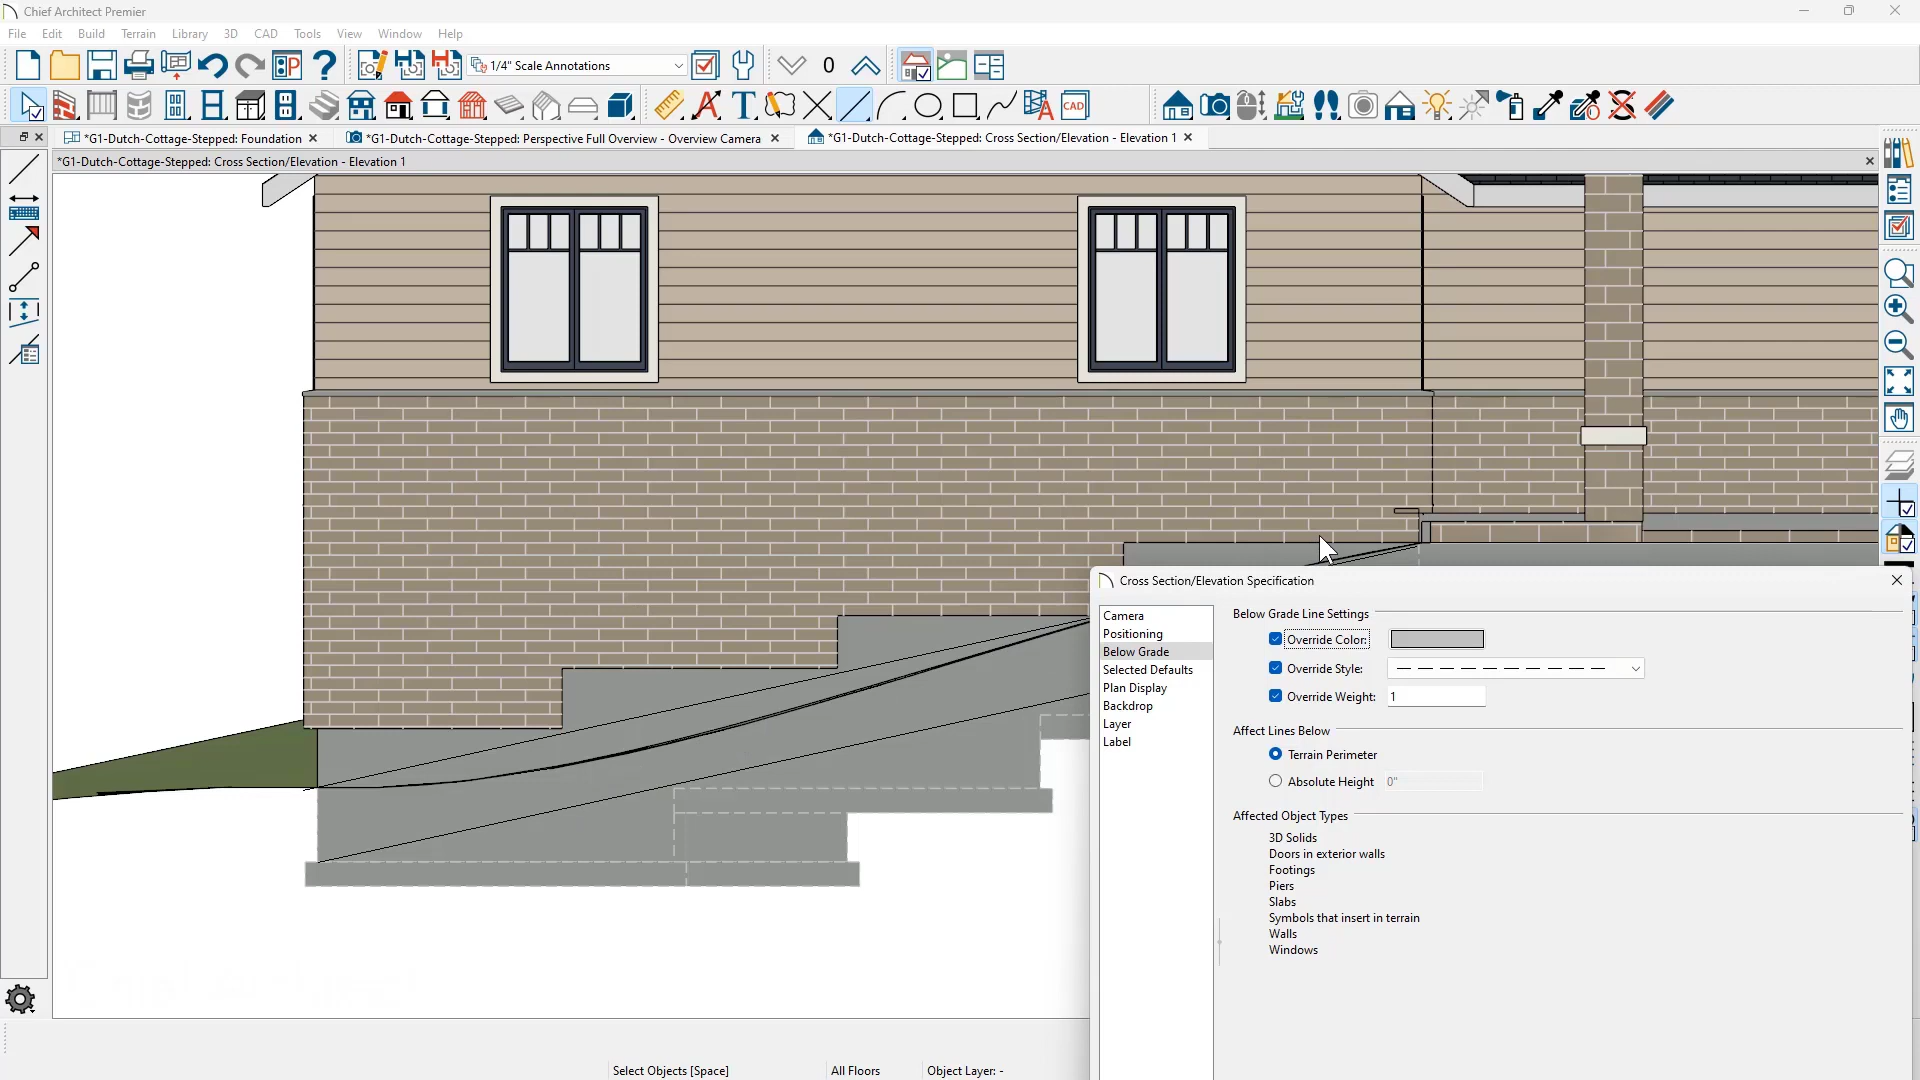 Chief Architect Premier
File Edit Build Terrain Library 3D CAD Tools View Window Help
1/4" Scale Annotations 0
CAD
*G1-Dutch-Cottage-Stepped: Foundation *G1-Dutch-Cottage-Stepped: Perspective Full Overview - Overview Camera *G1-Dutch-Cottage-Stepped: Cross Section/Elevation - Elevation 1
*G1-Dutch-Cottage-Stepped: Cross Section/Elevation - Elevation 1
Cross Section/Elevation Specification
Camera
Positioning
Below Grade
Selected Defaults
Plan Display
Backdrop
Layer
Label
Below Grade Line Settings
Override Color:
Override Style:
Override Weight: 1
Affect Lines Below
Terrain Perimeter
Absolute Height 0"
Affected Object Types
3D Solids
Doors in exterior walls
Footings
Piers
Slabs
Symbols that insert in terrain
Walls
Windows
Select Objects [Space] All Floors Object Layer: -